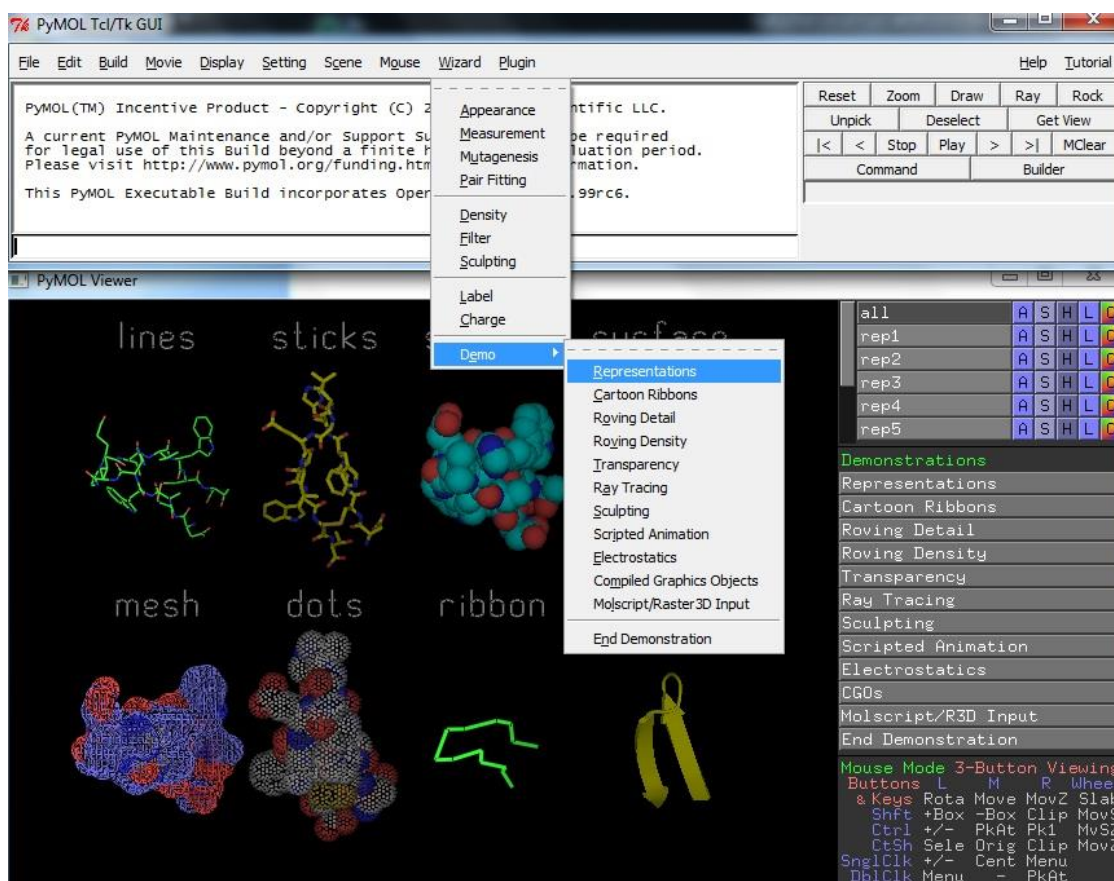 PyMOL Tcl/Tk GUI
File Edit Build Movie Display Setting Scene Mouse Wizard Plugin Help Tutorial
PyMOL(TM) Incentive Product - Copyright (C) 2 ntific LLC.
A current PyMOL Maintenance and/or Support Su be required
for legal use of this Build beyond a finite h luation period.
Please visit http://www.pymol.org/funding.htm mation.
This PyMOL Executable Build incorporates Oper .99rc6.
Appearance
Measurement
Mutagenesis
Pair Fitting
Density
Filter
Sculpting
Label
Charge
Demo
Reset Zoom Draw Ray Rock
Unpick Deselect Get View
|< < Stop Play > >| MClear
Command Builder
PyMOL Viewer
Representations
Cartoon Ribbons
Roving Detail
Roving Density
Transparency
Ray Tracing
Sculpting
Scripted Animation
Electrostatics
Compiled Graphics Objects
Molscript/Raster3D Input
End Demonstration
lines sticks surface
mesh dots ribbon
all A S H L C
rep1 A S H L C
rep2 A S H L C
rep3 A S H L C
rep4 A S H L C
rep5 A S H L C
Demonstrations
Representations
Cartoon Ribbons
Roving Detail
Roving Density
Transparency
Ray Tracing
Sculpting
Scripted Animation
Electrostatics
CGOs
Molscript/R3D Input
End Demonstration
Mouse Mode 3-Button Viewing
Buttons L M R Whee
& Keys Rota Move MovZ Slab
Shft +Box -Box Clip MovS
Ctrl +/- PkAt Pk1 MvSZ
CtSh Sele Orig Clip MovZ
SnglClk +/- Cent Menu
DblClk Menu - PkAt